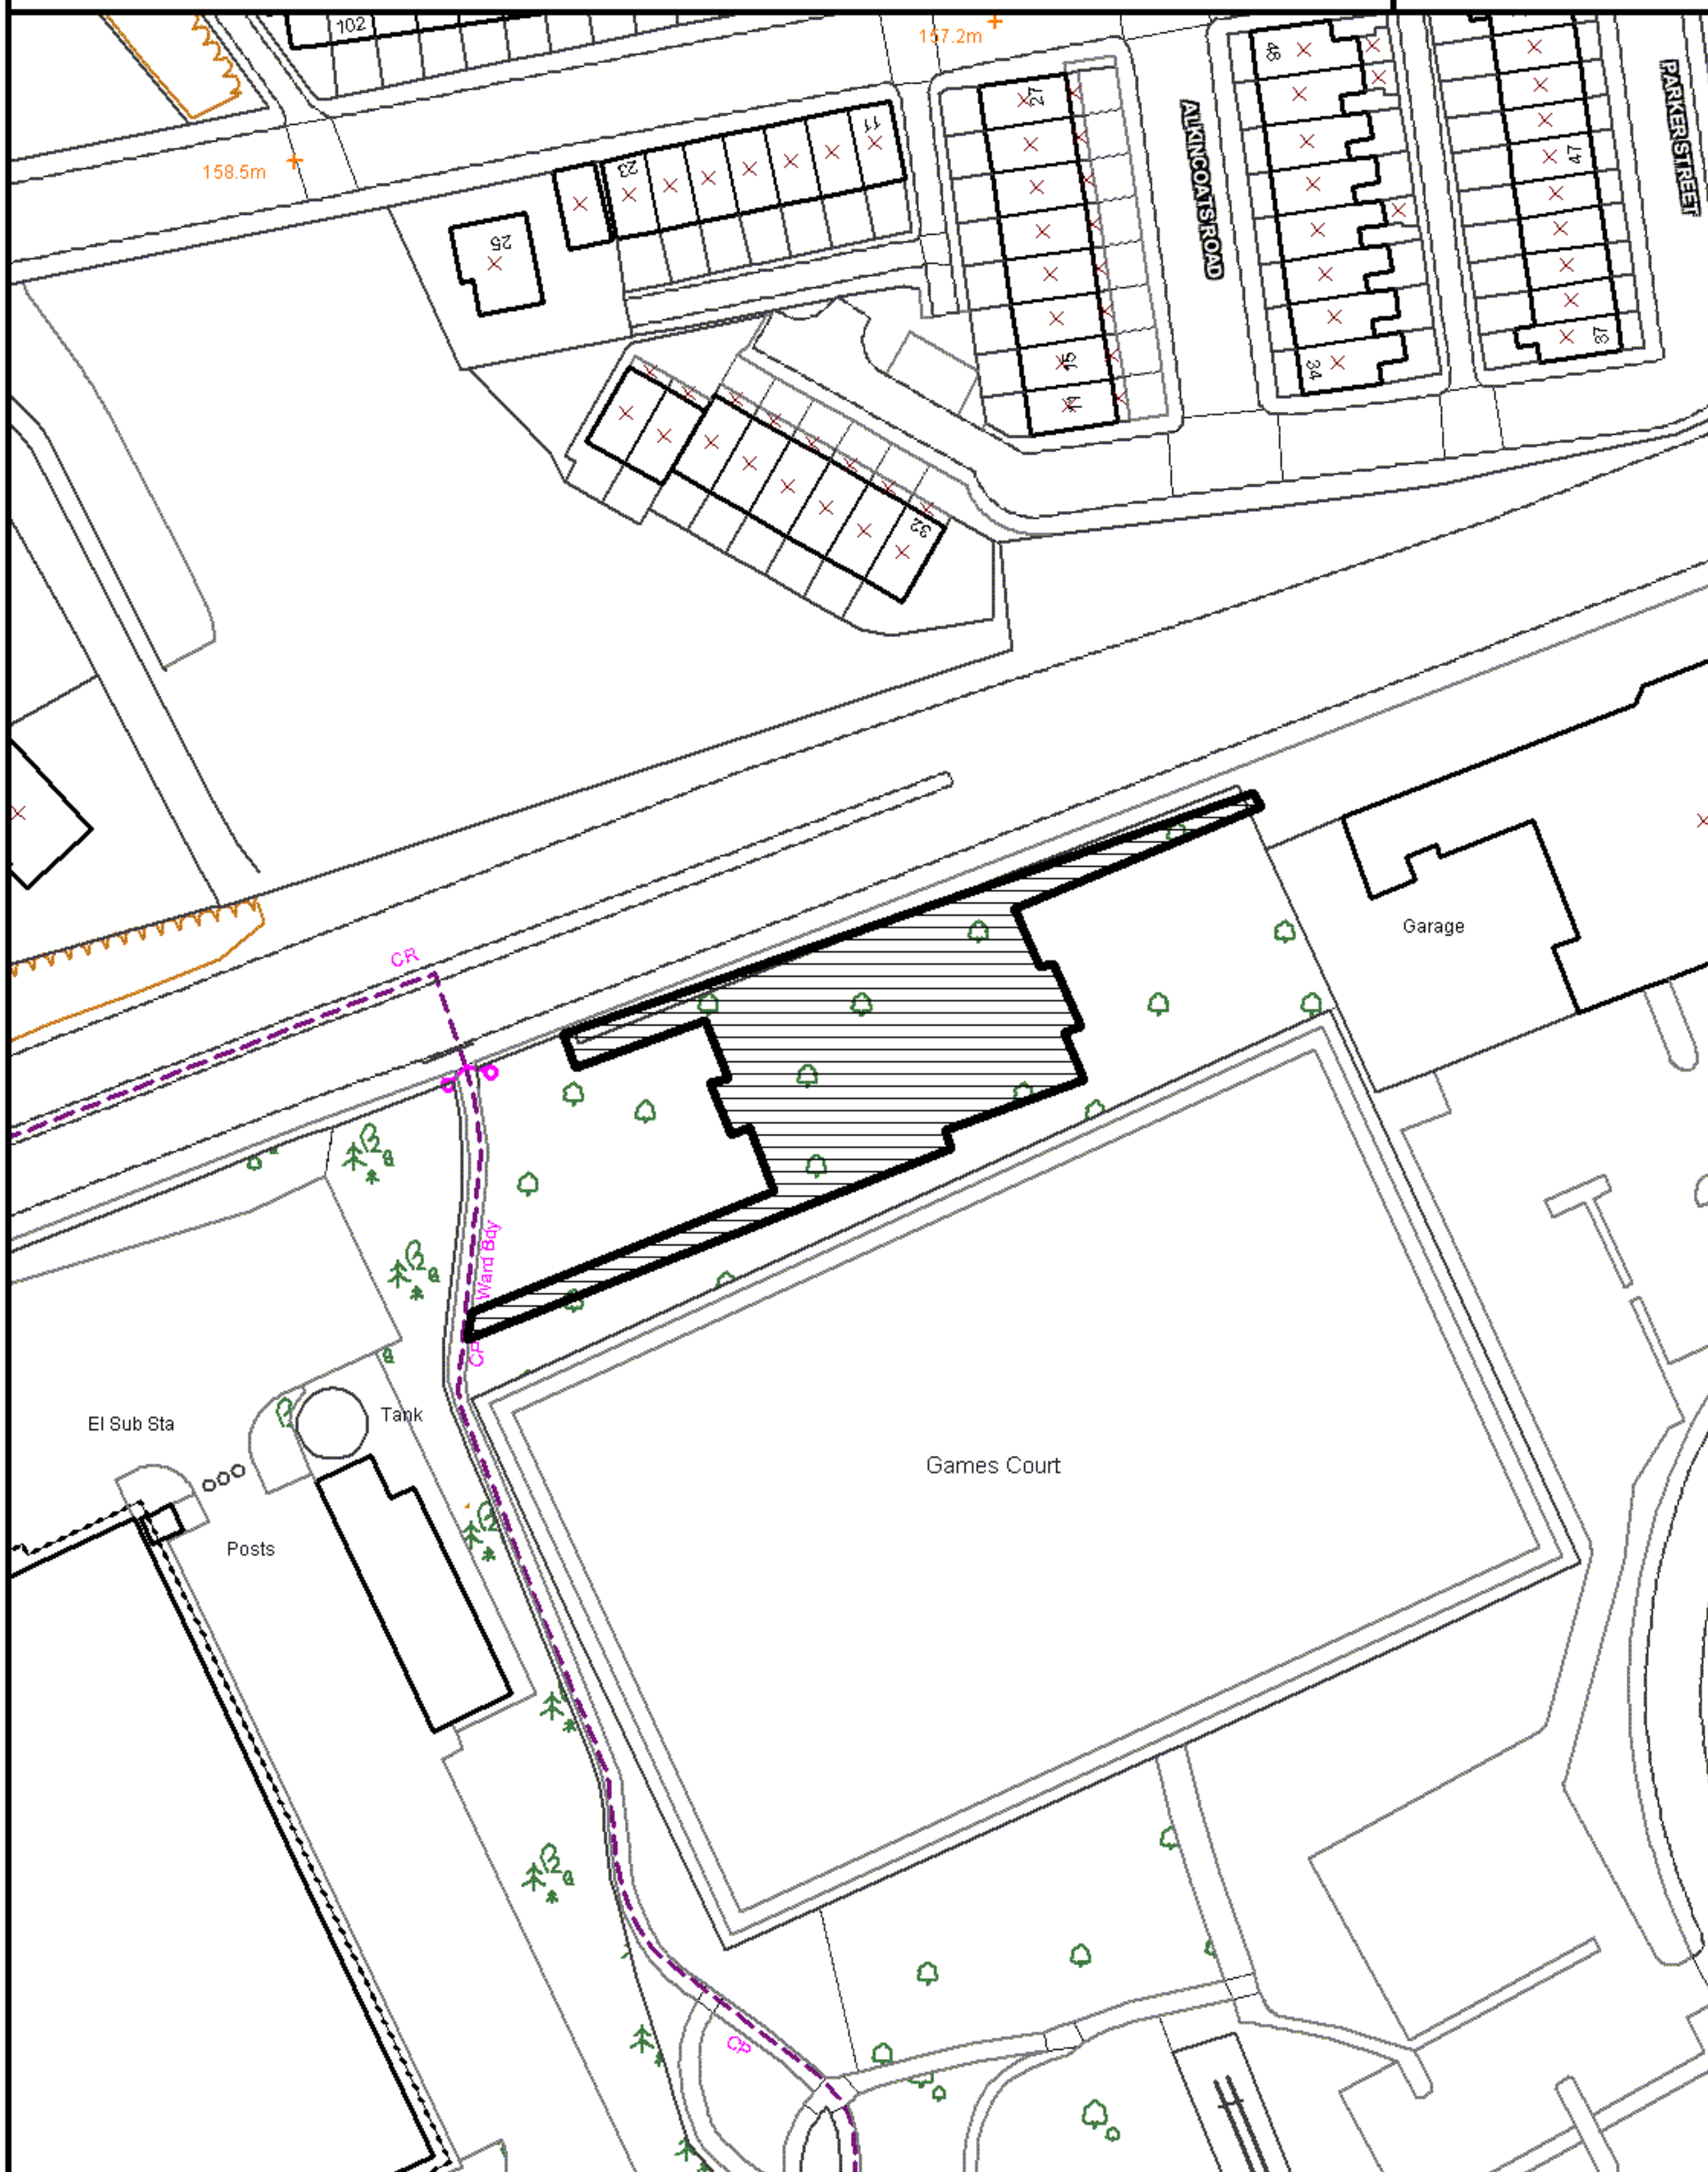 102
157.2m
48
PARKER STREET
27
11
ALKINCOATS ROAD
158.5m
23
47
25
37
15
34
11
32
CR
Garage
Ward Bdy
CP
Tank
El Sub Sta
Games Court
Posts
CP